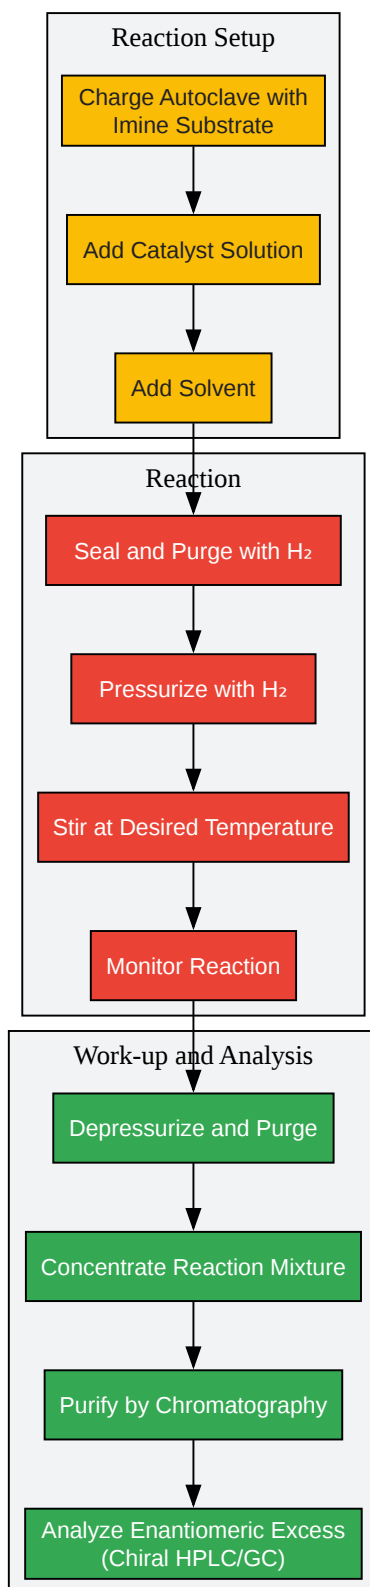 Reaction Setup
Charge Autoclave with
Imine Substrate
Add Catalyst Solution
Add Solvent
Reaction
Seal and Purge with H₂
Pressurize with H₂
Stir at Desired Temperature
Monitor Reaction
Work-up and Analysis
Depressurize and Purge
Concentrate Reaction Mixture
Purify by Chromatography
Analyze Enantiomeric Excess
(Chiral HPLC/GC)